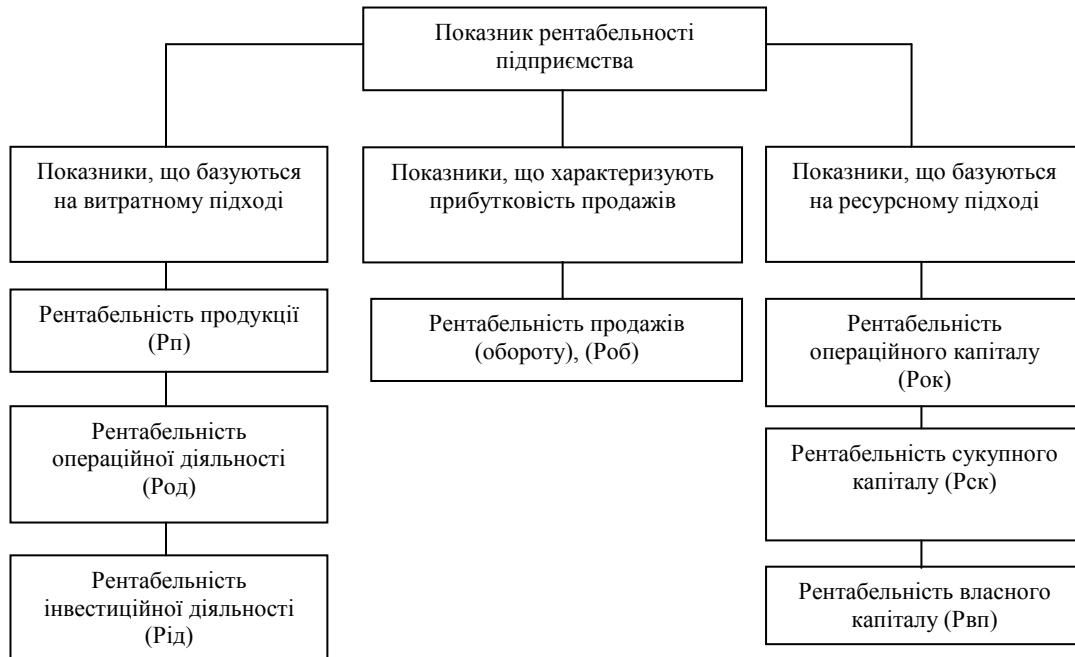 Показник рентабельності
підприємства
Показники, що базуються
на витратному підході
Показники, що характеризують
прибутковість продажів
Показники, що базуються
на ресурсному підході
Рентабельність продукції
(Рп)
Рентабельність продажів
(обороту), (Роб)
Рентабельність
операційного капіталу
(Рок)
Рентабельність
операційної діяльності
(Род)
Рентабельність сукупного
капіталу (Рск)
Рентабельність
інвестиційної діяльності
(Рід)
Рентабельність власного
капіталу (Рвп)